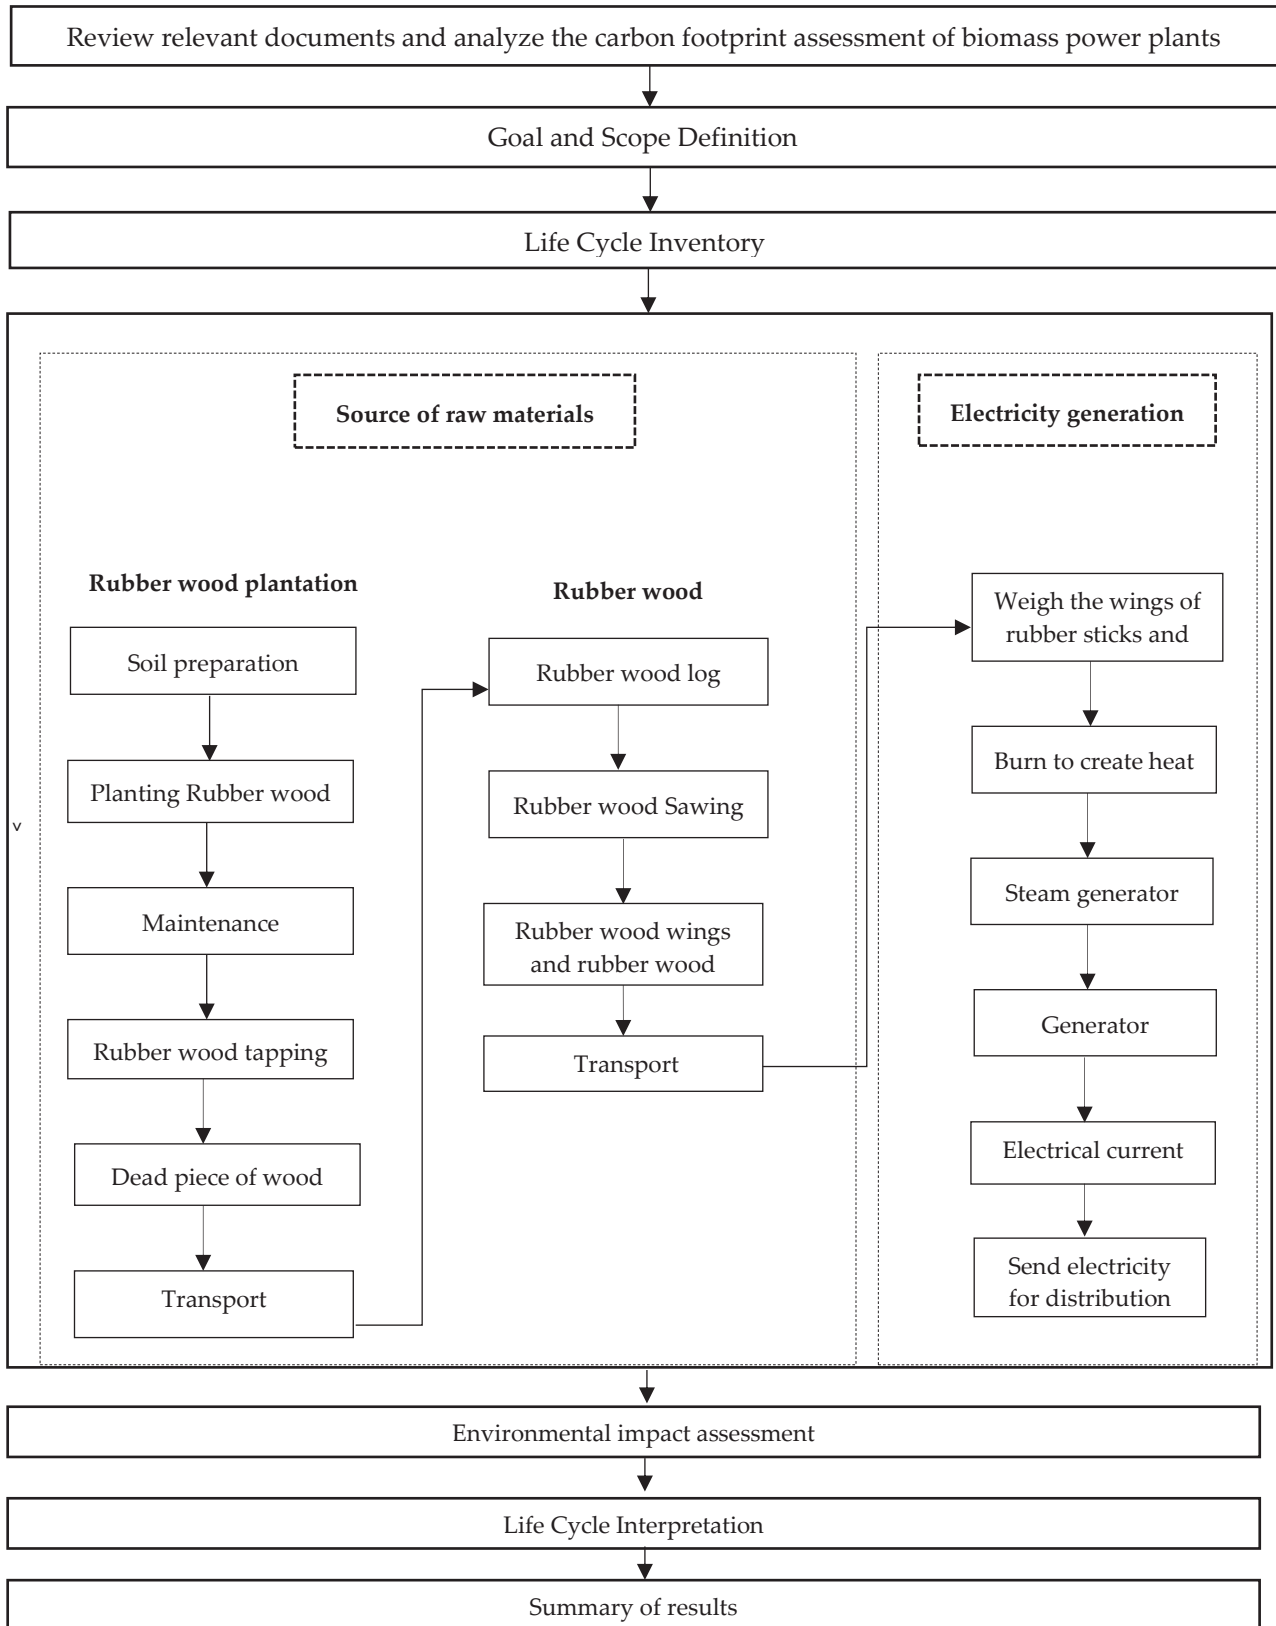 Review relevant documents and analyze the carbon footprint assessment of biomass power plants
Goal and Scope Definition
Life Cycle Inventory
Source of raw materials
Rubber wood plantation
Soil preparation
Planting Rubber wood
Maintenance
Rubber wood tapping
Dead piece of wood
Transport
Rubber wood
Rubber wood log
Rubber wood Sawing
Rubber wood wings
and rubber wood
Transport
Electricity generation
Weigh the wings of
rubber sticks and
Burn to create heat
Steam generator
Generator
Electrical current
Send electricity
for distribution
v
Environmental impact assessment
Life Cycle Interpretation
Summary of results